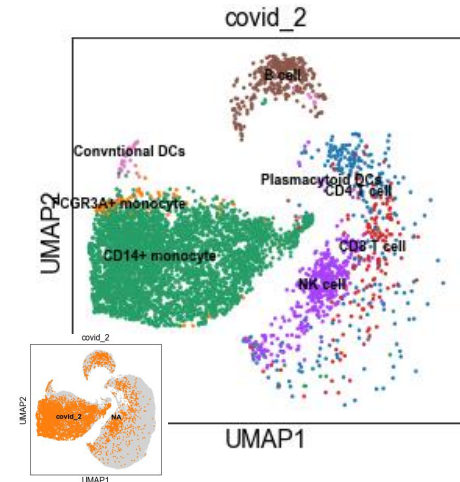 covid_2
B cell
Convntional DCs
Plasmacytoid DCs
CD4 T cell
FCGR3A+ monocyte
CD8 T cell
CD14+ monocyte
NK cell
UMAP2
UMAP1
covid_2
covid_2
NA
UMAP2
UMAP1